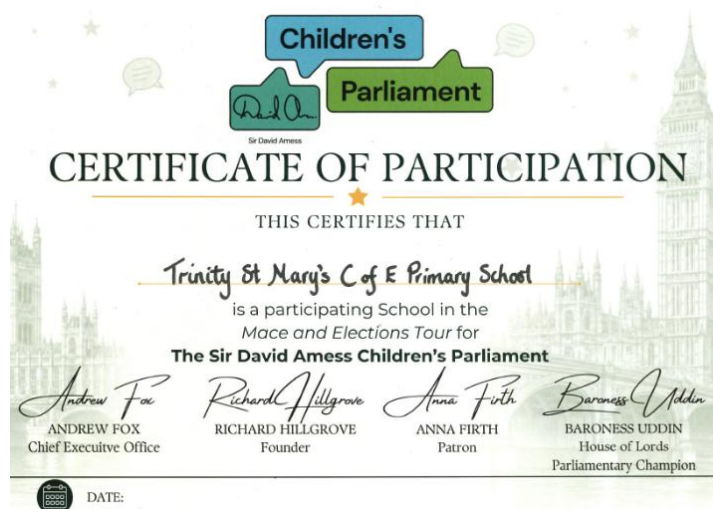 Children's
Parliament
David Am...
Sir David Amess
CERTIFICATE OF PARTICIPATION
THIS CERTIFIES THAT
Trinity St Mary's C of E Primary School
is a participating School in the
Mace and Elections Tour for
The Sir David Amess Children's Parliament
Andrew Fox Richard Hillgrove Anna Firth Baroness Uddin
ANDREW FOX RICHARD HILLGROVE ANNA FIRTH BARONESS UDDIN
Chief Execuitve Office Founder Patron House of Lords
Parliamentary Champion
DATE: